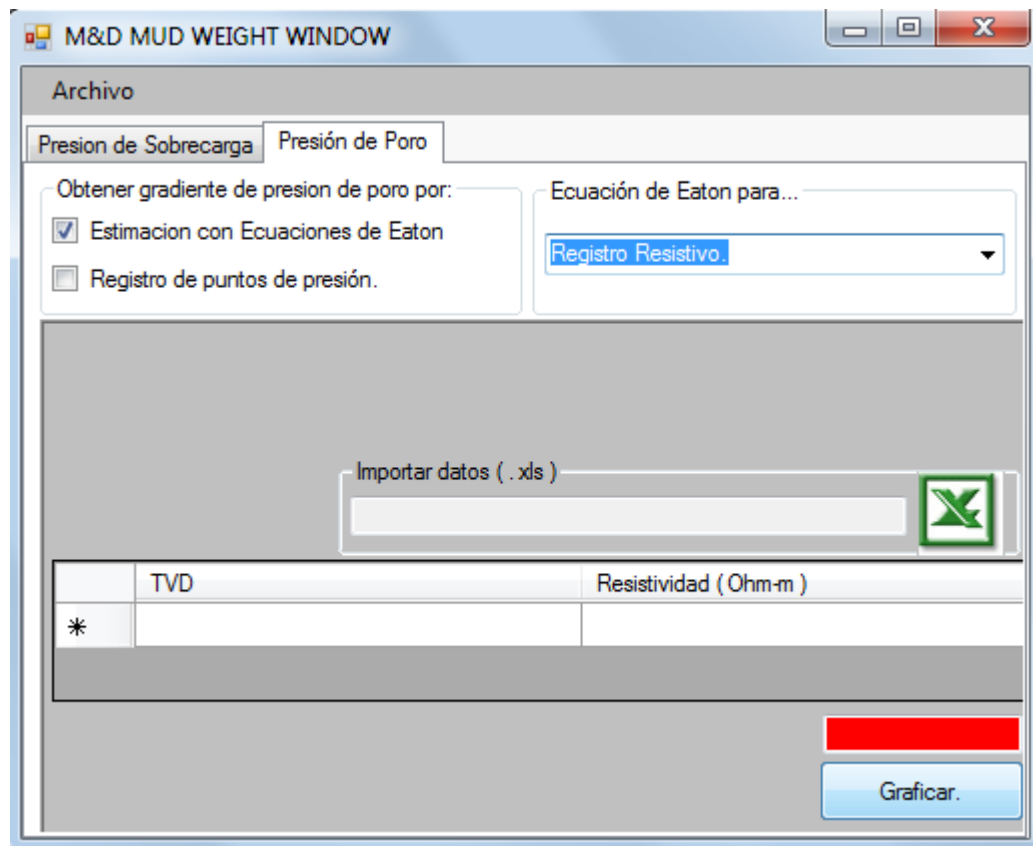 M&D MUD WEIGHT WINDOW
Archivo
Presion de Sobrecarga
Presión de Poro
Obtener gradiente de presion de poro por:
Estimacion con Ecuaciones de Eaton
Registro de puntos de presión.
Ecuación de Eaton para...
Registro Resistivo.
Importar datos ( . xls )
TVD
Resistividad ( Ohm-m )
Graficar.